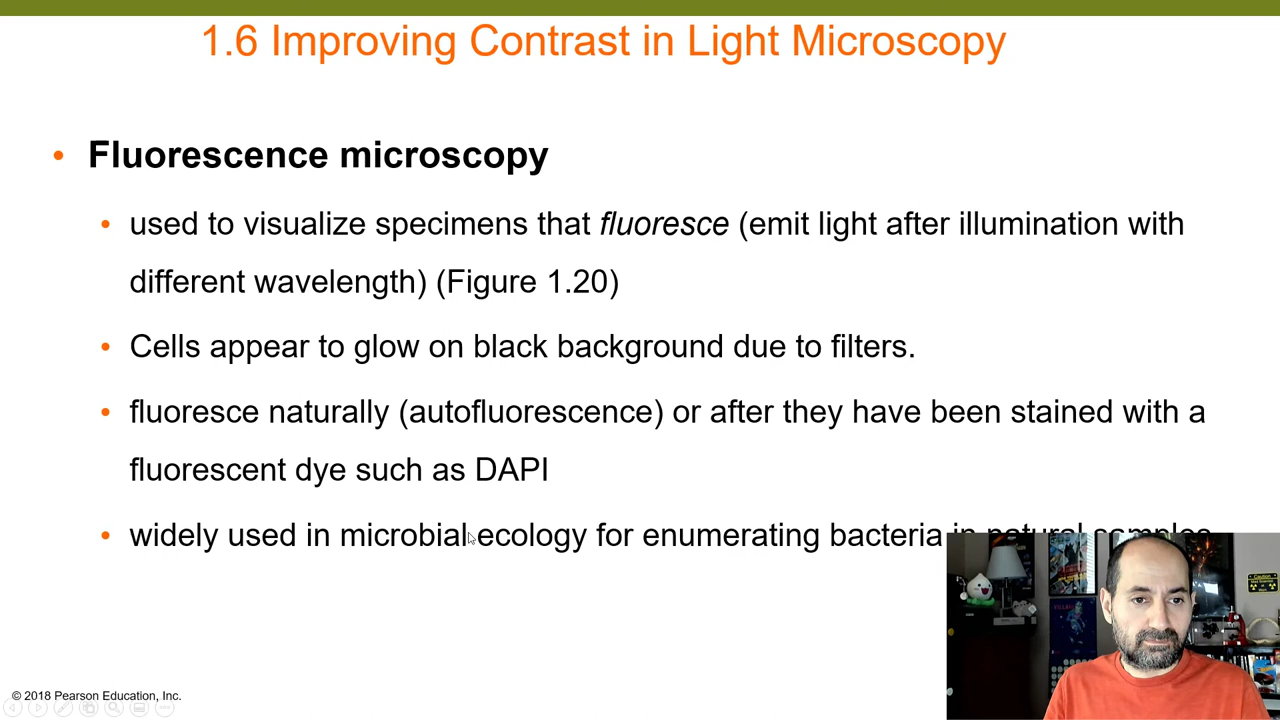 1.6 Improving Contrast in Light Microscopy
• Fluorescence microscopy
• used to visualize specimens that fluoresce (emit light after illumination with
different wavelength) (Figure 1.20)
• Cells appear to glow on black background due to filters.
• fluoresce naturally (autofluorescence) or after they have been stained with a
fluorescent dye such as DAPI
• widely used in microbial ecology for enumerating bacteria in natural samples
Caution
© 2018 Pearson Education, Inc.